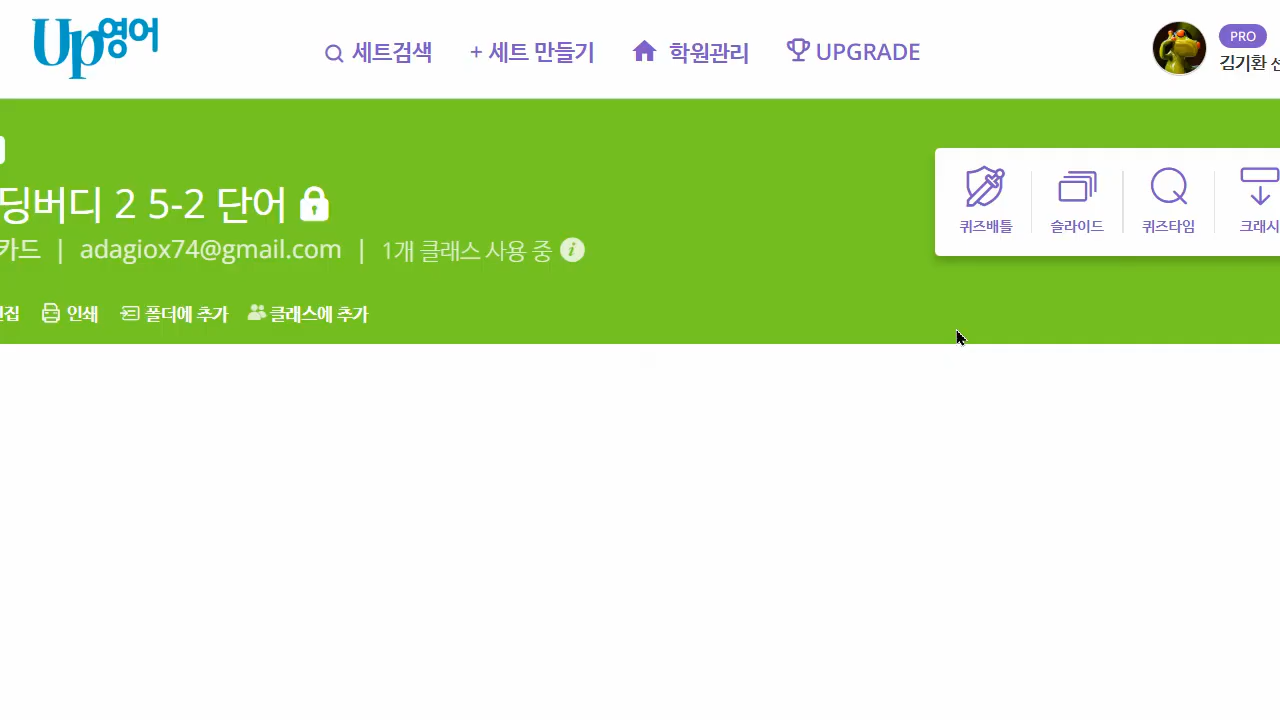 Up영어
세트검색
+ 세트 만들기
학원관리
UPGRADE
PRO
김기환
딩버디 2 5-2 단어
카드 | adagiox74@gmail.com | 1개 클래스 사용 중
인쇄
폴더에 추가
클래스에 추가
퀴즈배틀
슬라이드
퀴즈타임
크래시